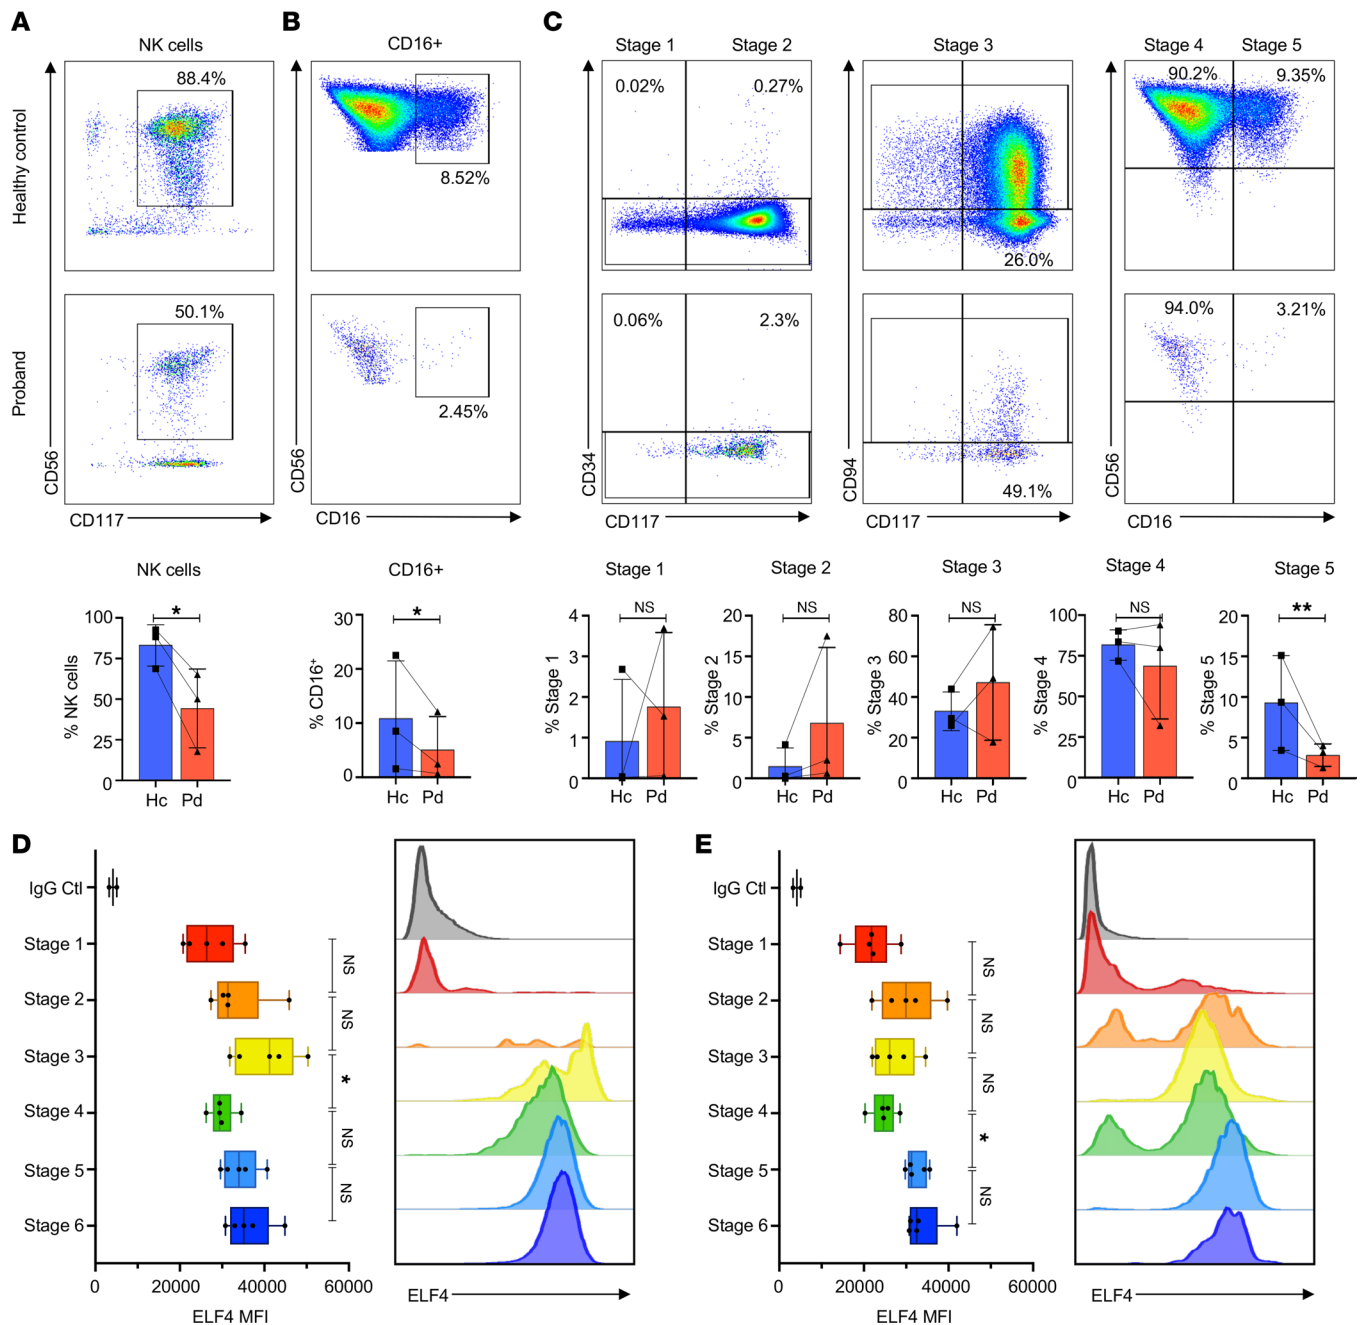 A
B
C
NK cells
CD16+
Stage 1
Stage 2
Stage 3
Stage 4
Stage 5
Healthy control
88.4%
8.52%
0.02%
0.27%
26.0%
90.2%
9.35%
Proband
50.1%
2.45%
0.06%
2.3%
49.1%
94.0%
3.21%
CD56
CD117
CD56
CD16
CD34
CD117
CD94
CD117
CD56
CD16
NK cells
% NK cells
100
75
50
25
0
*
Hc
Pd
CD16+
% CD16+
30
20
10
0
*
Hc
Pd
Stage 1
% Stage 1
4
3
2
1
0
NS
Hc
Pd
Stage 2
% Stage 2
20
15
10
5
0
NS
Hc
Pd
Stage 3
% Stage 3
80
60
40
20
0
NS
Hc
Pd
Stage 4
% Stage 4
100
75
50
25
0
NS
Hc
Pd
Stage 5
% Stage 5
20
15
10
5
0
**
Hc
Pd
D
IgG Ctl
Stage 1
Stage 2
Stage 3
Stage 4
Stage 5
Stage 6
NS
NS
*
NS
NS
0
20000
40000
60000
ELF4 MFI
ELF4
E
IgG Ctl
Stage 1
Stage 2
Stage 3
Stage 4
Stage 5
Stage 6
NS
NS
NS
*
NS
0
20000
40000
60000
ELF4 MFI
ELF4